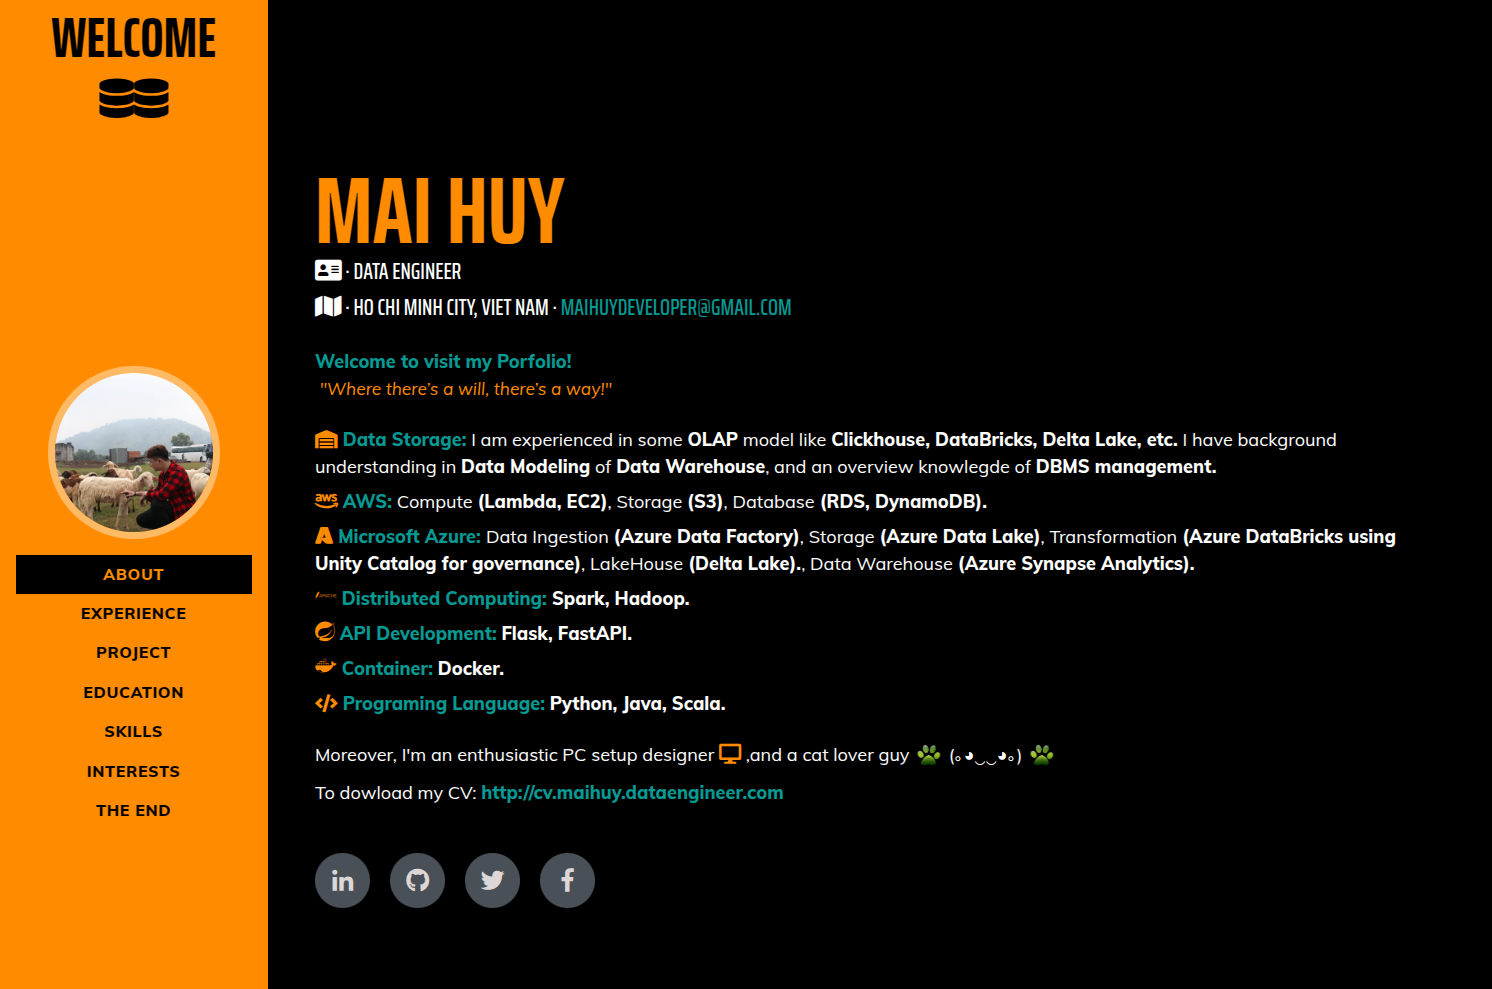 WELCOME
ABOUT
EXPERIENCE
PROJECT
EDUCATION
SKILLS
INTERESTS
THE END
MAI HUY
· DATA ENGINEER
· HO CHI MINH CITY, VIET NAM · MAIHUYDEVELOPER@GMAIL.COM
Welcome to visit my Porfolio!
"Where there's a will, there's a way!"
Data Storage: I am experienced in some OLAP model like Clickhouse, DataBricks, Delta Lake, etc. I have background
understanding in Data Modeling of Data Warehouse, and an overview knowlegde of DBMS management.
aws AWS: Compute (Lambda, EC2), Storage (S3), Database (RDS, DynamoDB).
Microsoft Azure: Data Ingestion (Azure Data Factory), Storage (Azure Data Lake), Transformation (Azure DataBricks using
Unity Catalog for governance), LakeHouse (Delta Lake)., Data Warehouse (Azure Synapse Analytics).
APACHE Distributed Computing: Spark, Hadoop.
API Development: Flask, FastAPI.
Container: Docker.
</> Programing Language: Python, Java, Scala.
Moreover, I'm an enthusiastic PC setup designer ,and a cat lover guy 🐾 (｡◕‿‿◕｡) 🐾
To dowload my CV: http://cv.maihuy.dataengineer.com
in
f